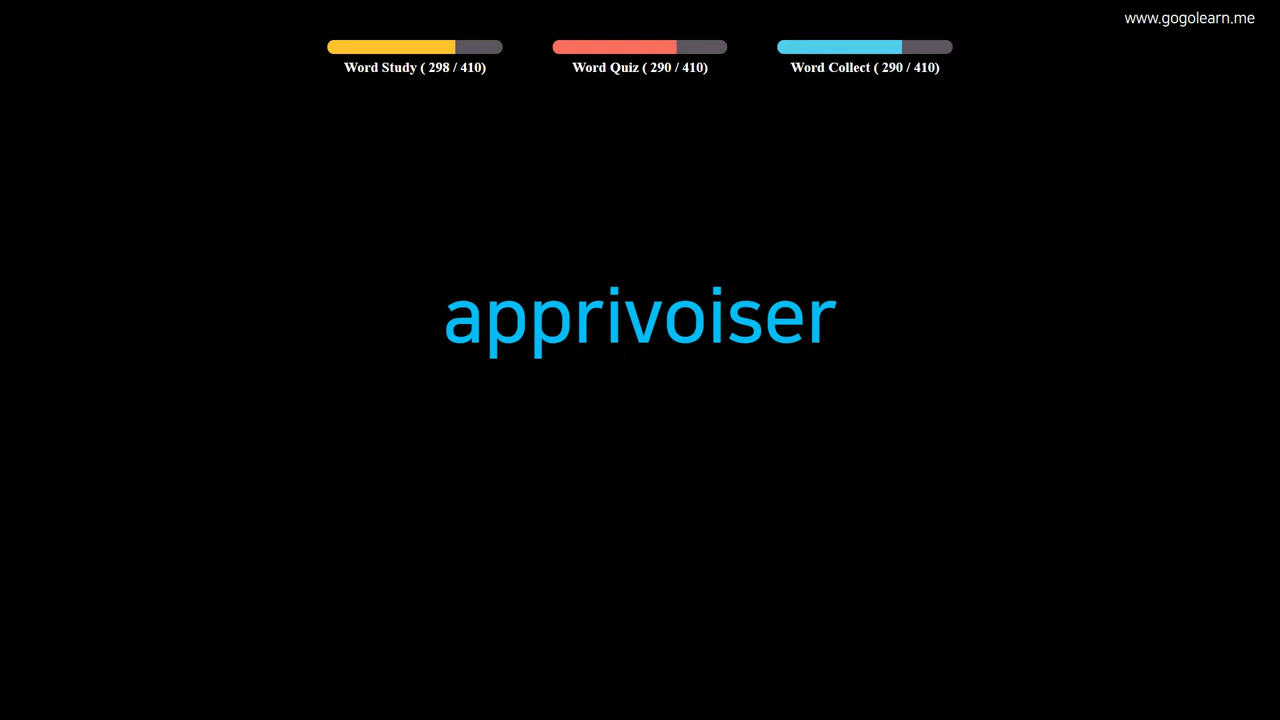 www.gogolearn.me
Word Study ( 298 / 410)
Word Quiz ( 290 / 410)
Word Collect ( 290 / 410)
apprivoiser